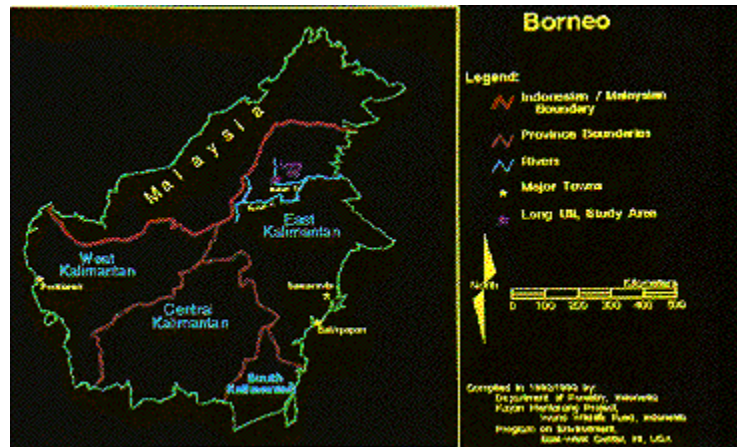 Borneo
Legend:
Indonesian / Malaysian
Boundary
Province Boundaries
Rivers
Major Towns
Long Uli, Study Area
Malaysia
East
Kalimantan
West
Kalimantan
Pontianak
Central
Kalimantan
Samarinda
Balikpapan
South
Kalimantan
North
Kilometers
0 100 200 300 400 500
Compiled in by:
Department of Forestry, Indonesia
Kayan Mentarang Project,
World Wildlife Fund, Indonesia
Program on Environment,
East-West Center, HI, USA